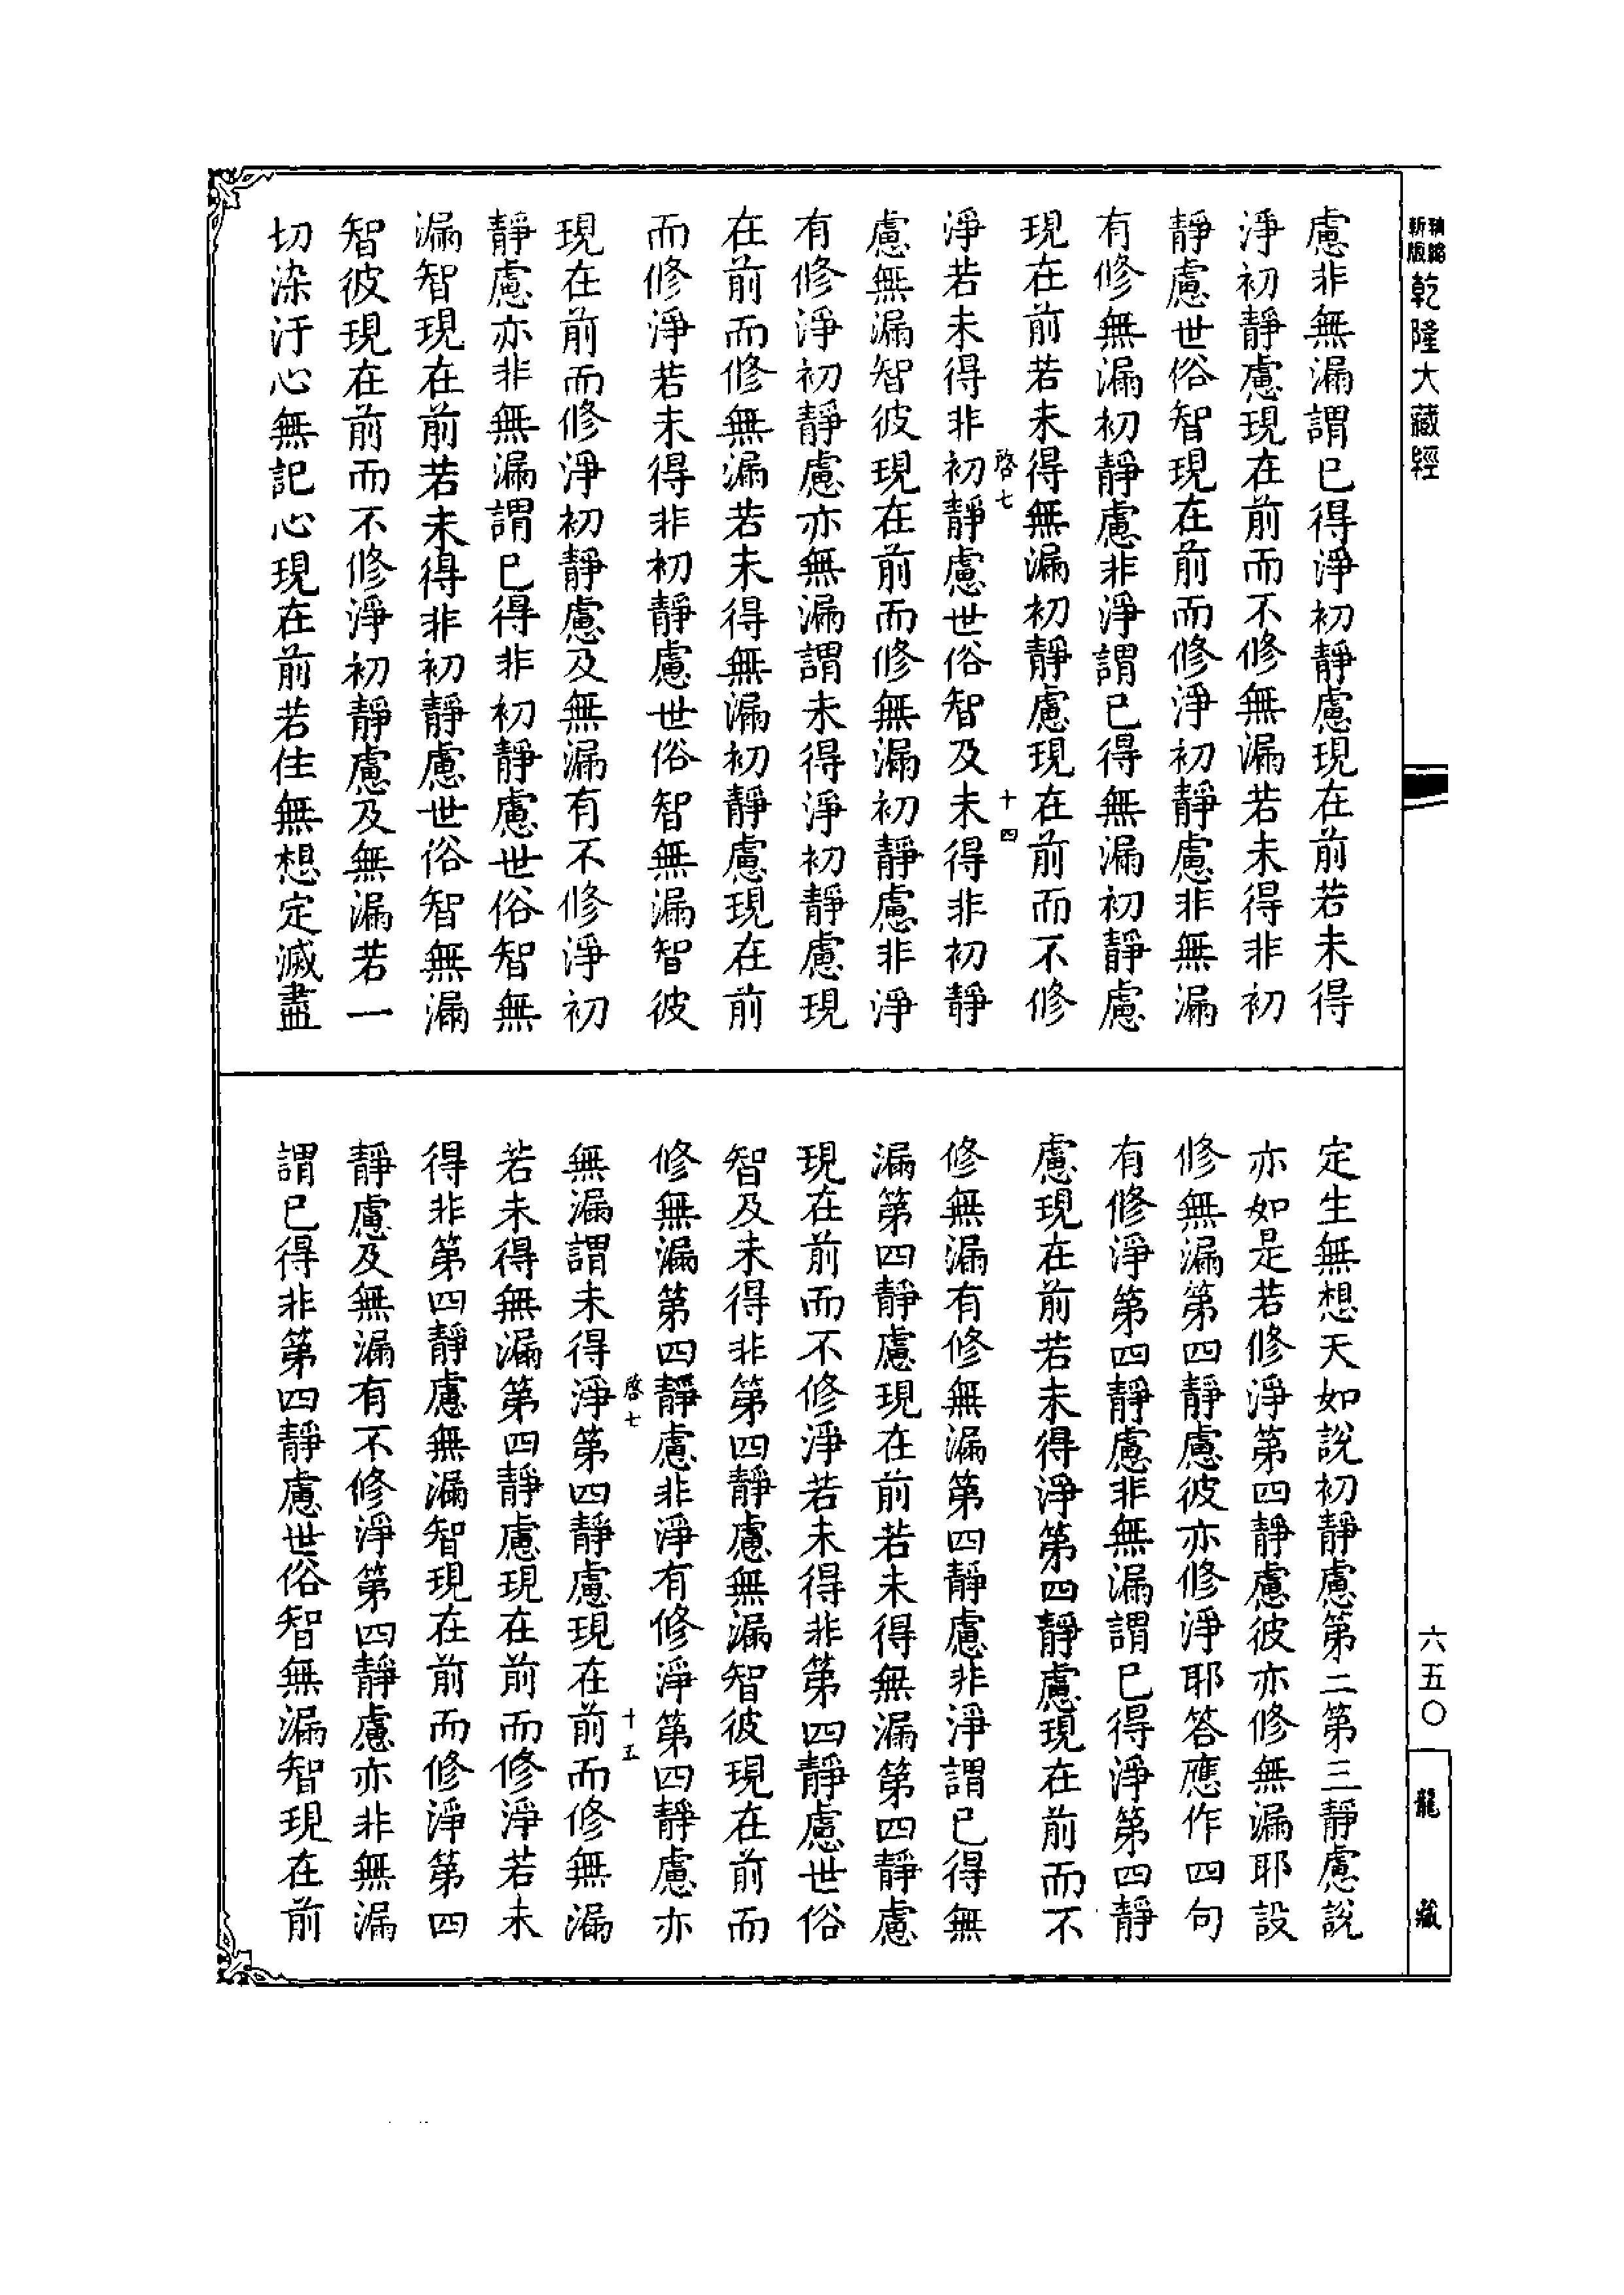 新版
精縮
乾隆大藏經
慮非無漏謂已得淨初靜慮現在前若未得
淨初靜慮現在前而不修無漏若未得非初
靜慮世俗智現在前而修淨初靜慮非無漏
有修無漏初靜慮非淨謂已得無漏初靜慮
現在前若未得無漏初靜慮現在前而不修
啓七 十四
淨若未得非初靜慮世俗智及未得非初靜
慮無漏智彼現在前而修無漏初靜慮非淨
有修淨初靜慮亦無漏謂未得淨初靜慮現
在前而修無漏若未得無漏初靜慮現在前
而修淨若未得非初靜慮世俗智無漏智彼
現在前而修淨初靜慮及無漏有不修淨初
靜慮亦非無漏謂已得非初靜慮世俗智無
漏智現在前若未得非初靜慮世俗智無漏
智彼現在前而不修淨初靜慮及無漏若一
切染汙心無記心現在前若住無想定滅盡
定生無想天如說初靜慮第二第三靜慮說
亦如是若修淨第四靜慮彼亦修無漏耶設
修無漏第四靜慮彼亦修淨耶答應作四句
有修淨第四靜慮非無漏謂已得淨第四靜
慮現在前若未得淨第四靜慮現在前而不
修無漏有修無漏第四靜慮非淨謂已得無
漏第四靜慮現在前若未得無漏第四靜慮
現在前而不修淨若未得非第四靜慮世俗
智及未得非第四靜慮無漏智彼現在前而
修無漏第四靜慮非淨有修淨第四靜慮亦
啓七 十五
無漏謂未得淨第四靜慮現在前而修無漏
若未得無漏第四靜慮現在前而修淨若未
得非第四靜慮無漏智現在前而修淨第四
靜慮及無漏有不修淨第四靜慮亦非無漏
謂已得非第四靜慮世俗智無漏智現在前
六五〇
龍藏